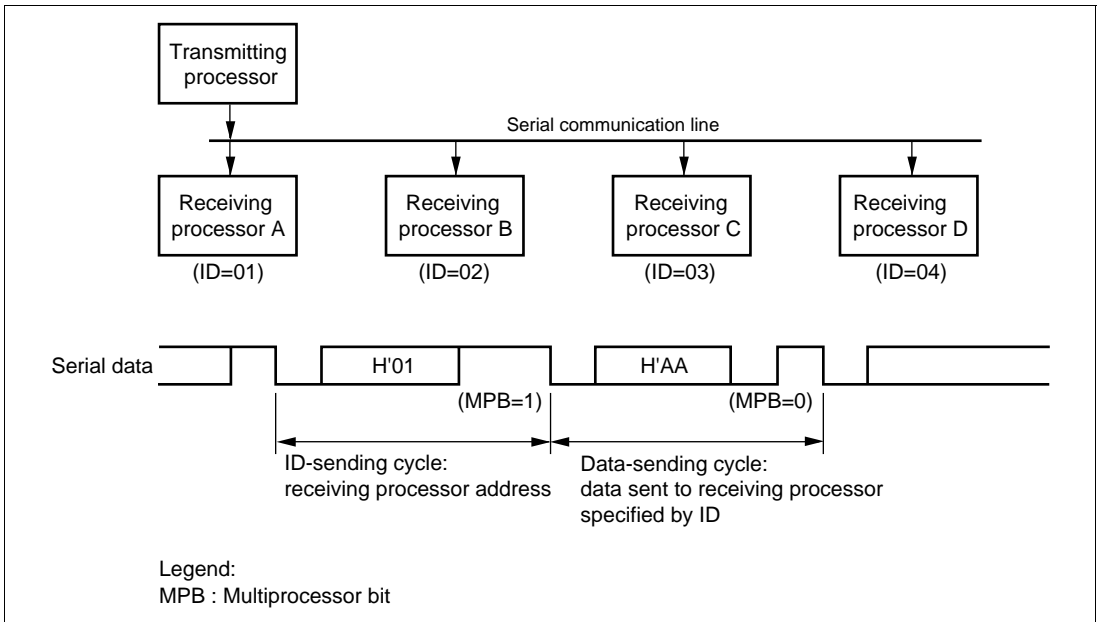 Transmitting
processor
Serial communication line
Receiving
processor A
Receiving
processor B
Receiving
processor C
Receiving
processor D
(ID=01)
(ID=02)
(ID=03)
(ID=04)
Serial data
H'01
H'AA
(MPB=1)
(MPB=0)
ID-sending cycle:
receiving processor address
Data-sending cycle:
data sent to receiving processor
specified by ID
Legend:
MPB : Multiprocessor bit